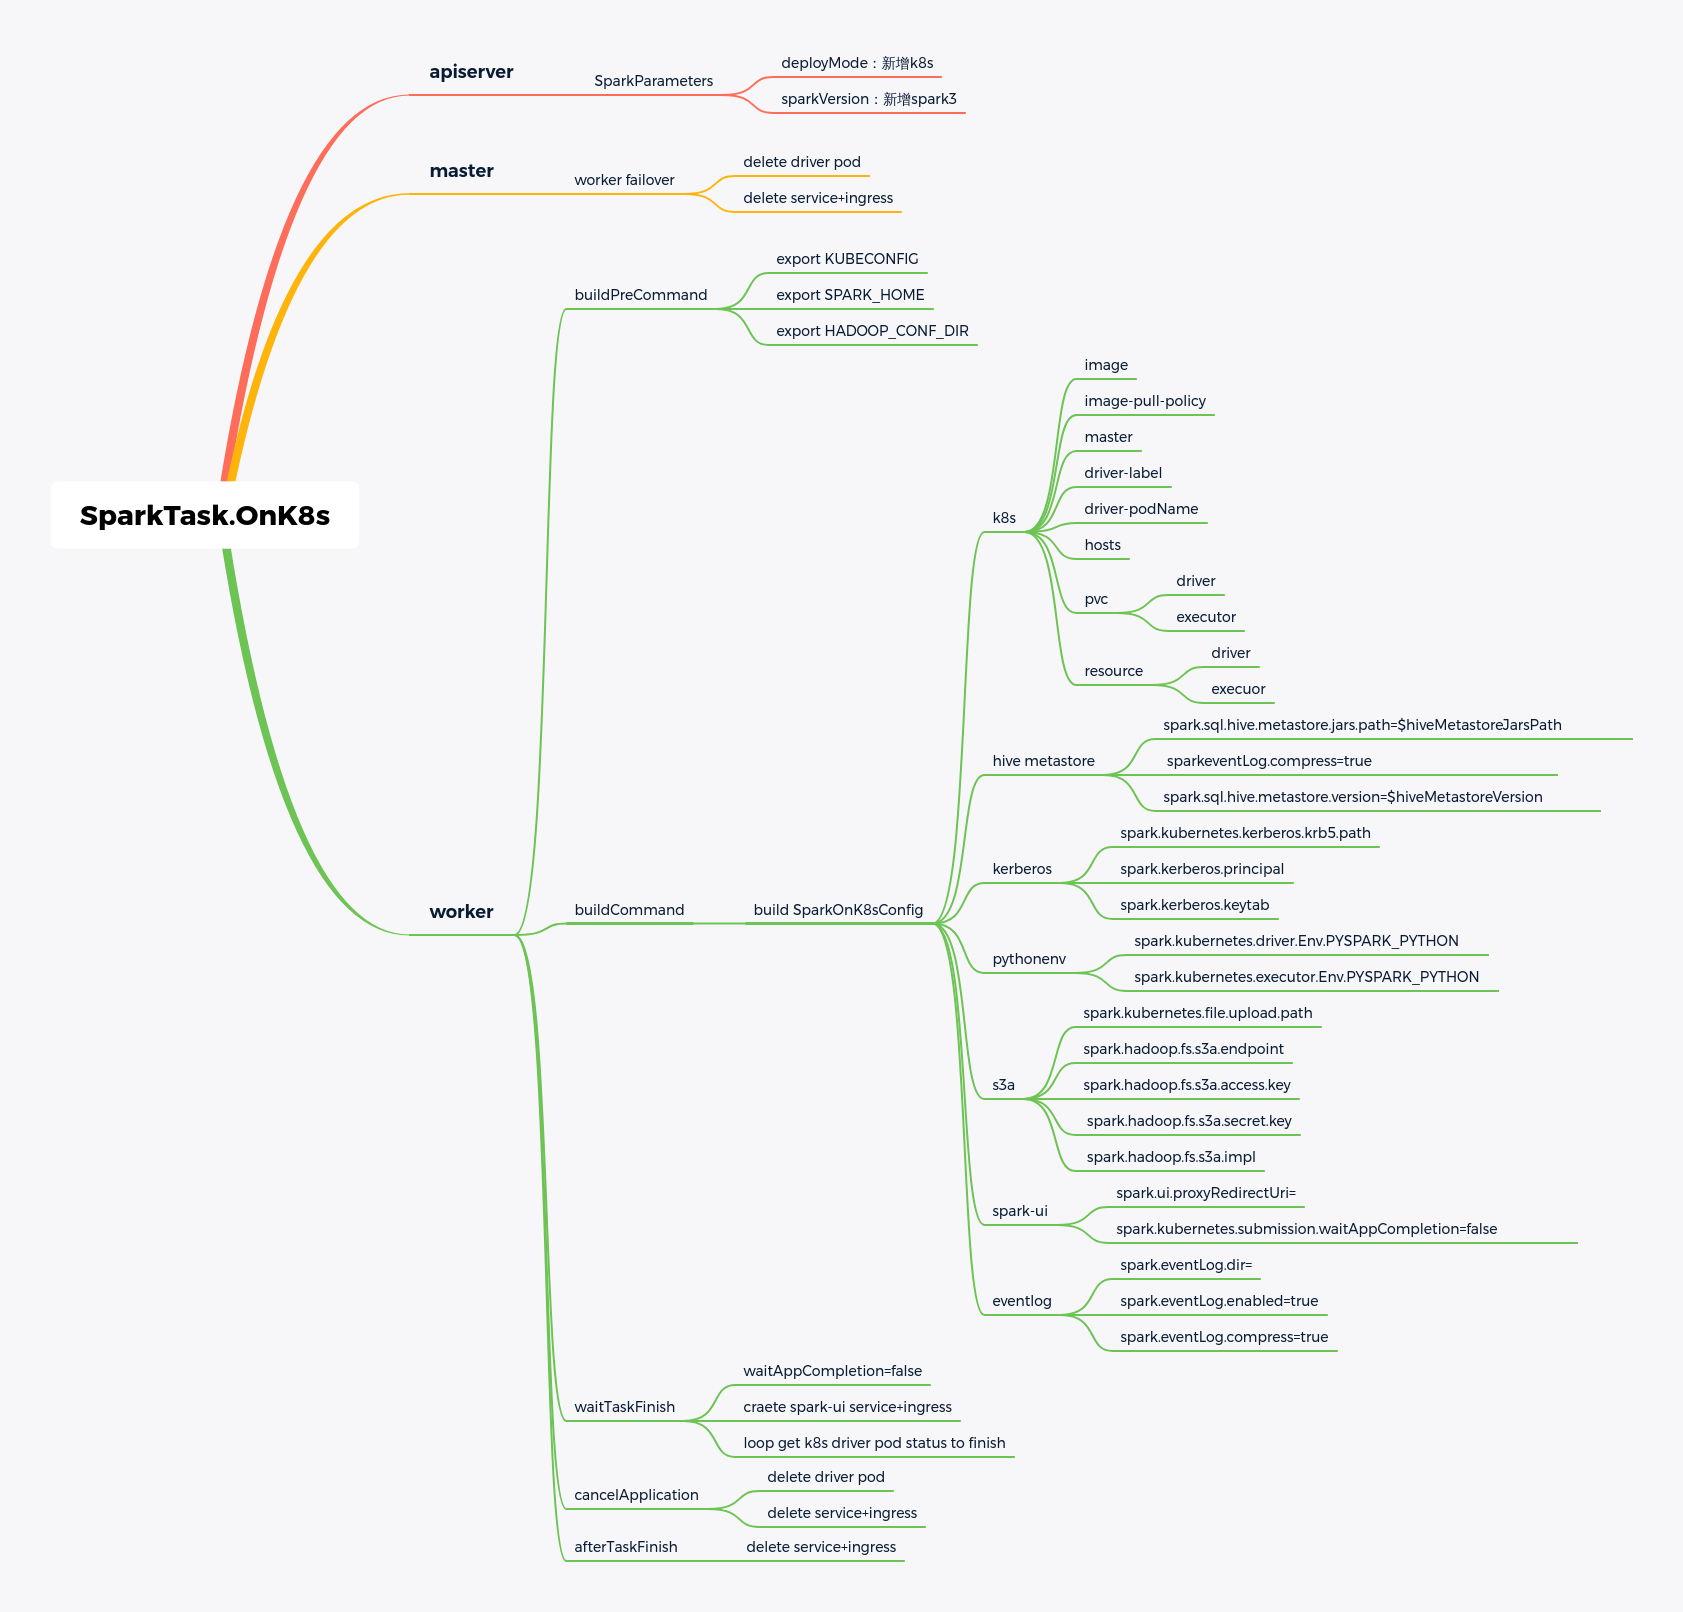 SparkTask.OnK8s
apiserver
SparkParameters
deployMode：新增k8s
sparkVersion：新增spark3
master
worker failover
delete driver pod
delete service+ingress
worker
buildPreCommand
export KUBECONFIG
export SPARK_HOME
export HADOOP_CONF_DIR
buildCommand
build SparkOnK8sConfig
k8s
image
image-pull-policy
master
driver-label
driver-podName
hosts
pvc
driver
executor
resource
driver
execuor
hive metastore
spark.sql.hive.metastore.jars.path=$hiveMetastoreJarsPath
sparkeventLog.compress=true
spark.sql.hive.metastore.version=$hiveMetastoreVersion
kerberos
spark.kubernetes.kerberos.krb5.path
spark.kerberos.principal
spark.kerberos.keytab
pythonenv
spark.kubernetes.driver.Env.PYSPARK_PYTHON
spark.kubernetes.executor.Env.PYSPARK_PYTHON
s3a
spark.kubernetes.file.upload.path
spark.hadoop.fs.s3a.endpoint
spark.hadoop.fs.s3a.access.key
spark.hadoop.fs.s3a.secret.key
spark.hadoop.fs.s3a.impl
spark-ui
spark.ui.proxyRedirectUri=
spark.kubernetes.submission.waitAppCompletion=false
eventlog
spark.eventLog.dir=
spark.eventLog.enabled=true
spark.eventLog.compress=true
waitTaskFinish
waitAppCompletion=false
craete spark-ui service+ingress
loop get k8s driver pod status to finish
cancelApplication
delete driver pod
delete service+ingress
afterTaskFinish
delete service+ingress